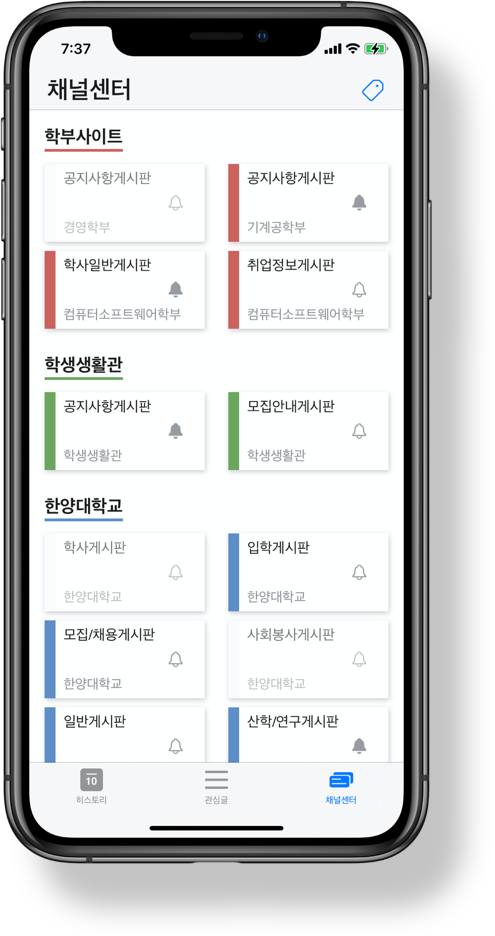 7:37
채널센터
학부사이트
공지사항게시판
경영학부
공지사항게시판
기계공학부
학사일반게시판
컴퓨터소프트웨어학부
취업정보게시판
컴퓨터소프트웨어학부
학생생활관
공지사항게시판
학생생활관
모집안내게시판
학생생활관
한양대학교
학사게시판
한양대학교
입학게시판
한양대학교
모집/채용게시판
한양대학교
사회봉사게시판
한양대학교
일반게시판
산학/연구게시판
10
히스토리
관심글
채널센터